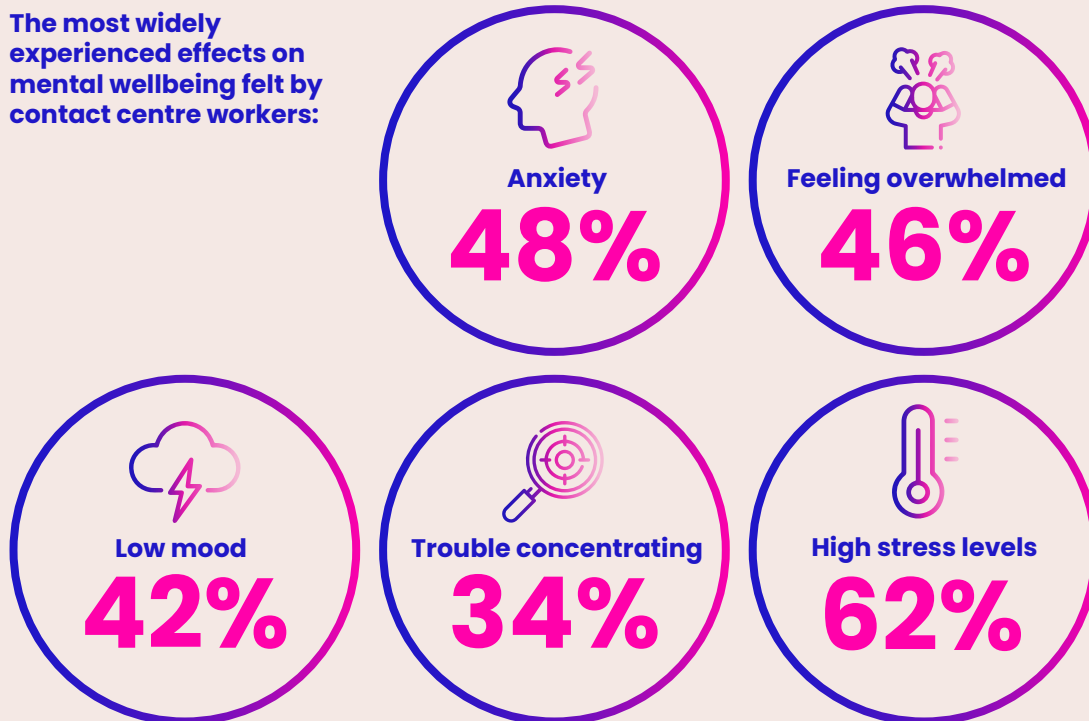 The most widely
experienced effects on
mental wellbeing felt by
contact centre workers:
Anxiety
48%
Feeling overwhelmed
46%
Low mood
42%
Trouble concentrating
34%
High stress levels
62%